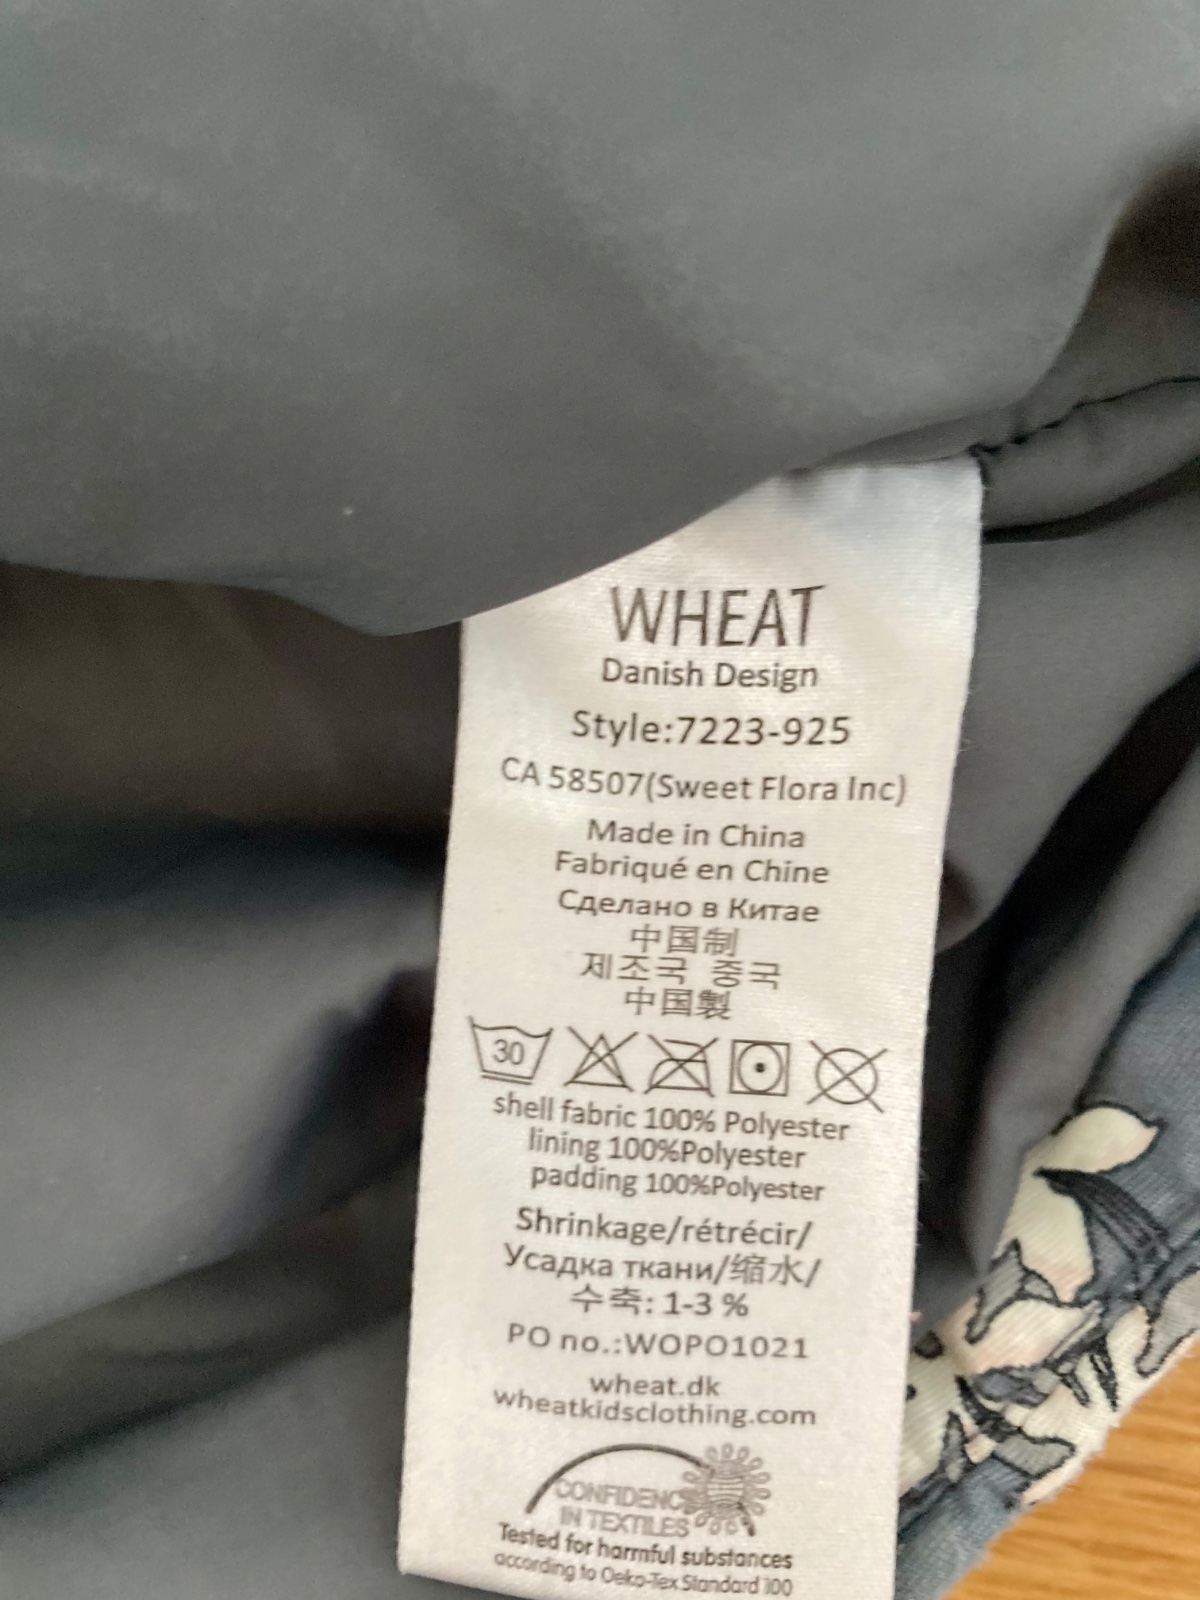 WHEAT
Danish Design
Style:7223-925
CA 58507(Sweet Flora Inc)
Made in China
Fabriqué en Chine
Сделано в Китае
中国制
제조국 중국
中国製
30
shell fabric 100% Polyester
lining 100%Polyester
padding 100%Polyester
Shrinkage/rétrécir/
Усадка ткани/缩水/
수축: 1-3 %
PO no.:WOPO1021
wheat.dk
wheatkidsclothing.com
CONFIDENCE
IN TEXTILES
Tested for harmful substances
according to Oeko-Tex Standard 100